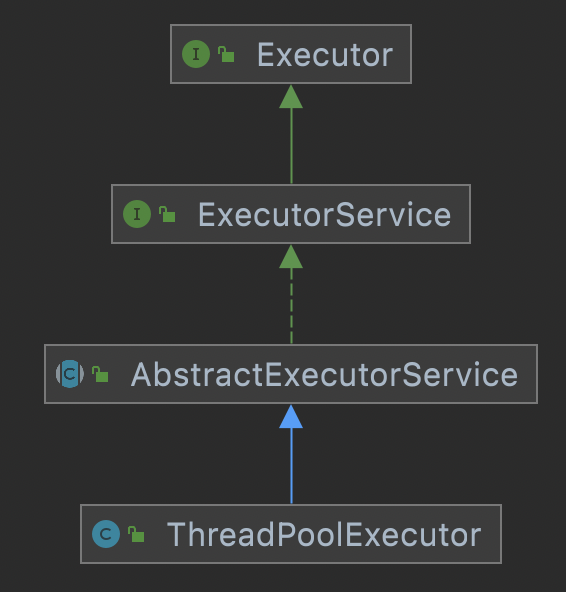 I Executor
I ExecutorService
C AbstractExecutorService
C ThreadPoolExecutor